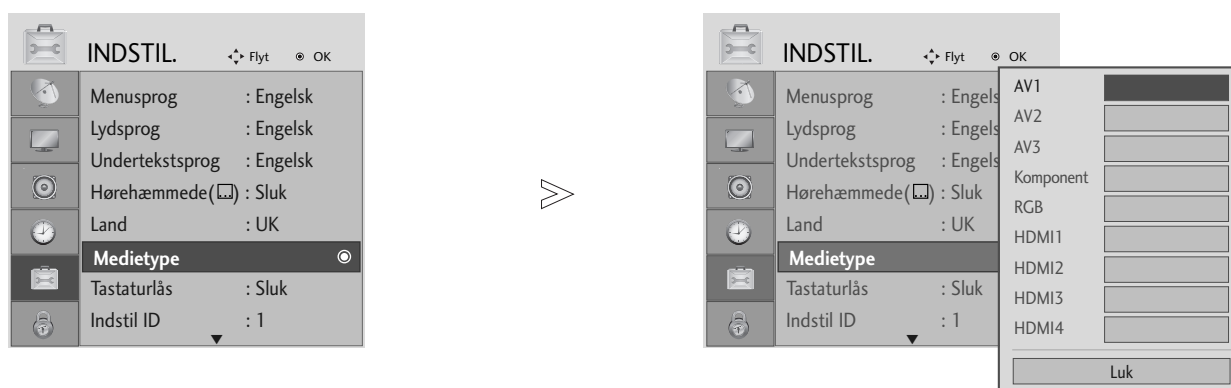 INDSTIL. Flyt OK
Menusprog : Engelsk
Lydsprog : Engelsk
Undertekstsprog : Engelsk
Hørehæmmede( ) : Sluk
Land : UK
Medietype
Tastaturlås : Sluk
Indstil ID : 1
INDSTIL. Flyt OK
Menusprog : Engels
Lydsprog : Engels
Undertekstsprog : Engels
Hørehæmmede( ) : Sluk
Land : UK
Medietype
Tastaturlås : Sluk
Indstil ID : 1
AV1
AV2
AV3
Komponent
RGB
HDMI1
HDMI2
HDMI3
HDMI4
Luk